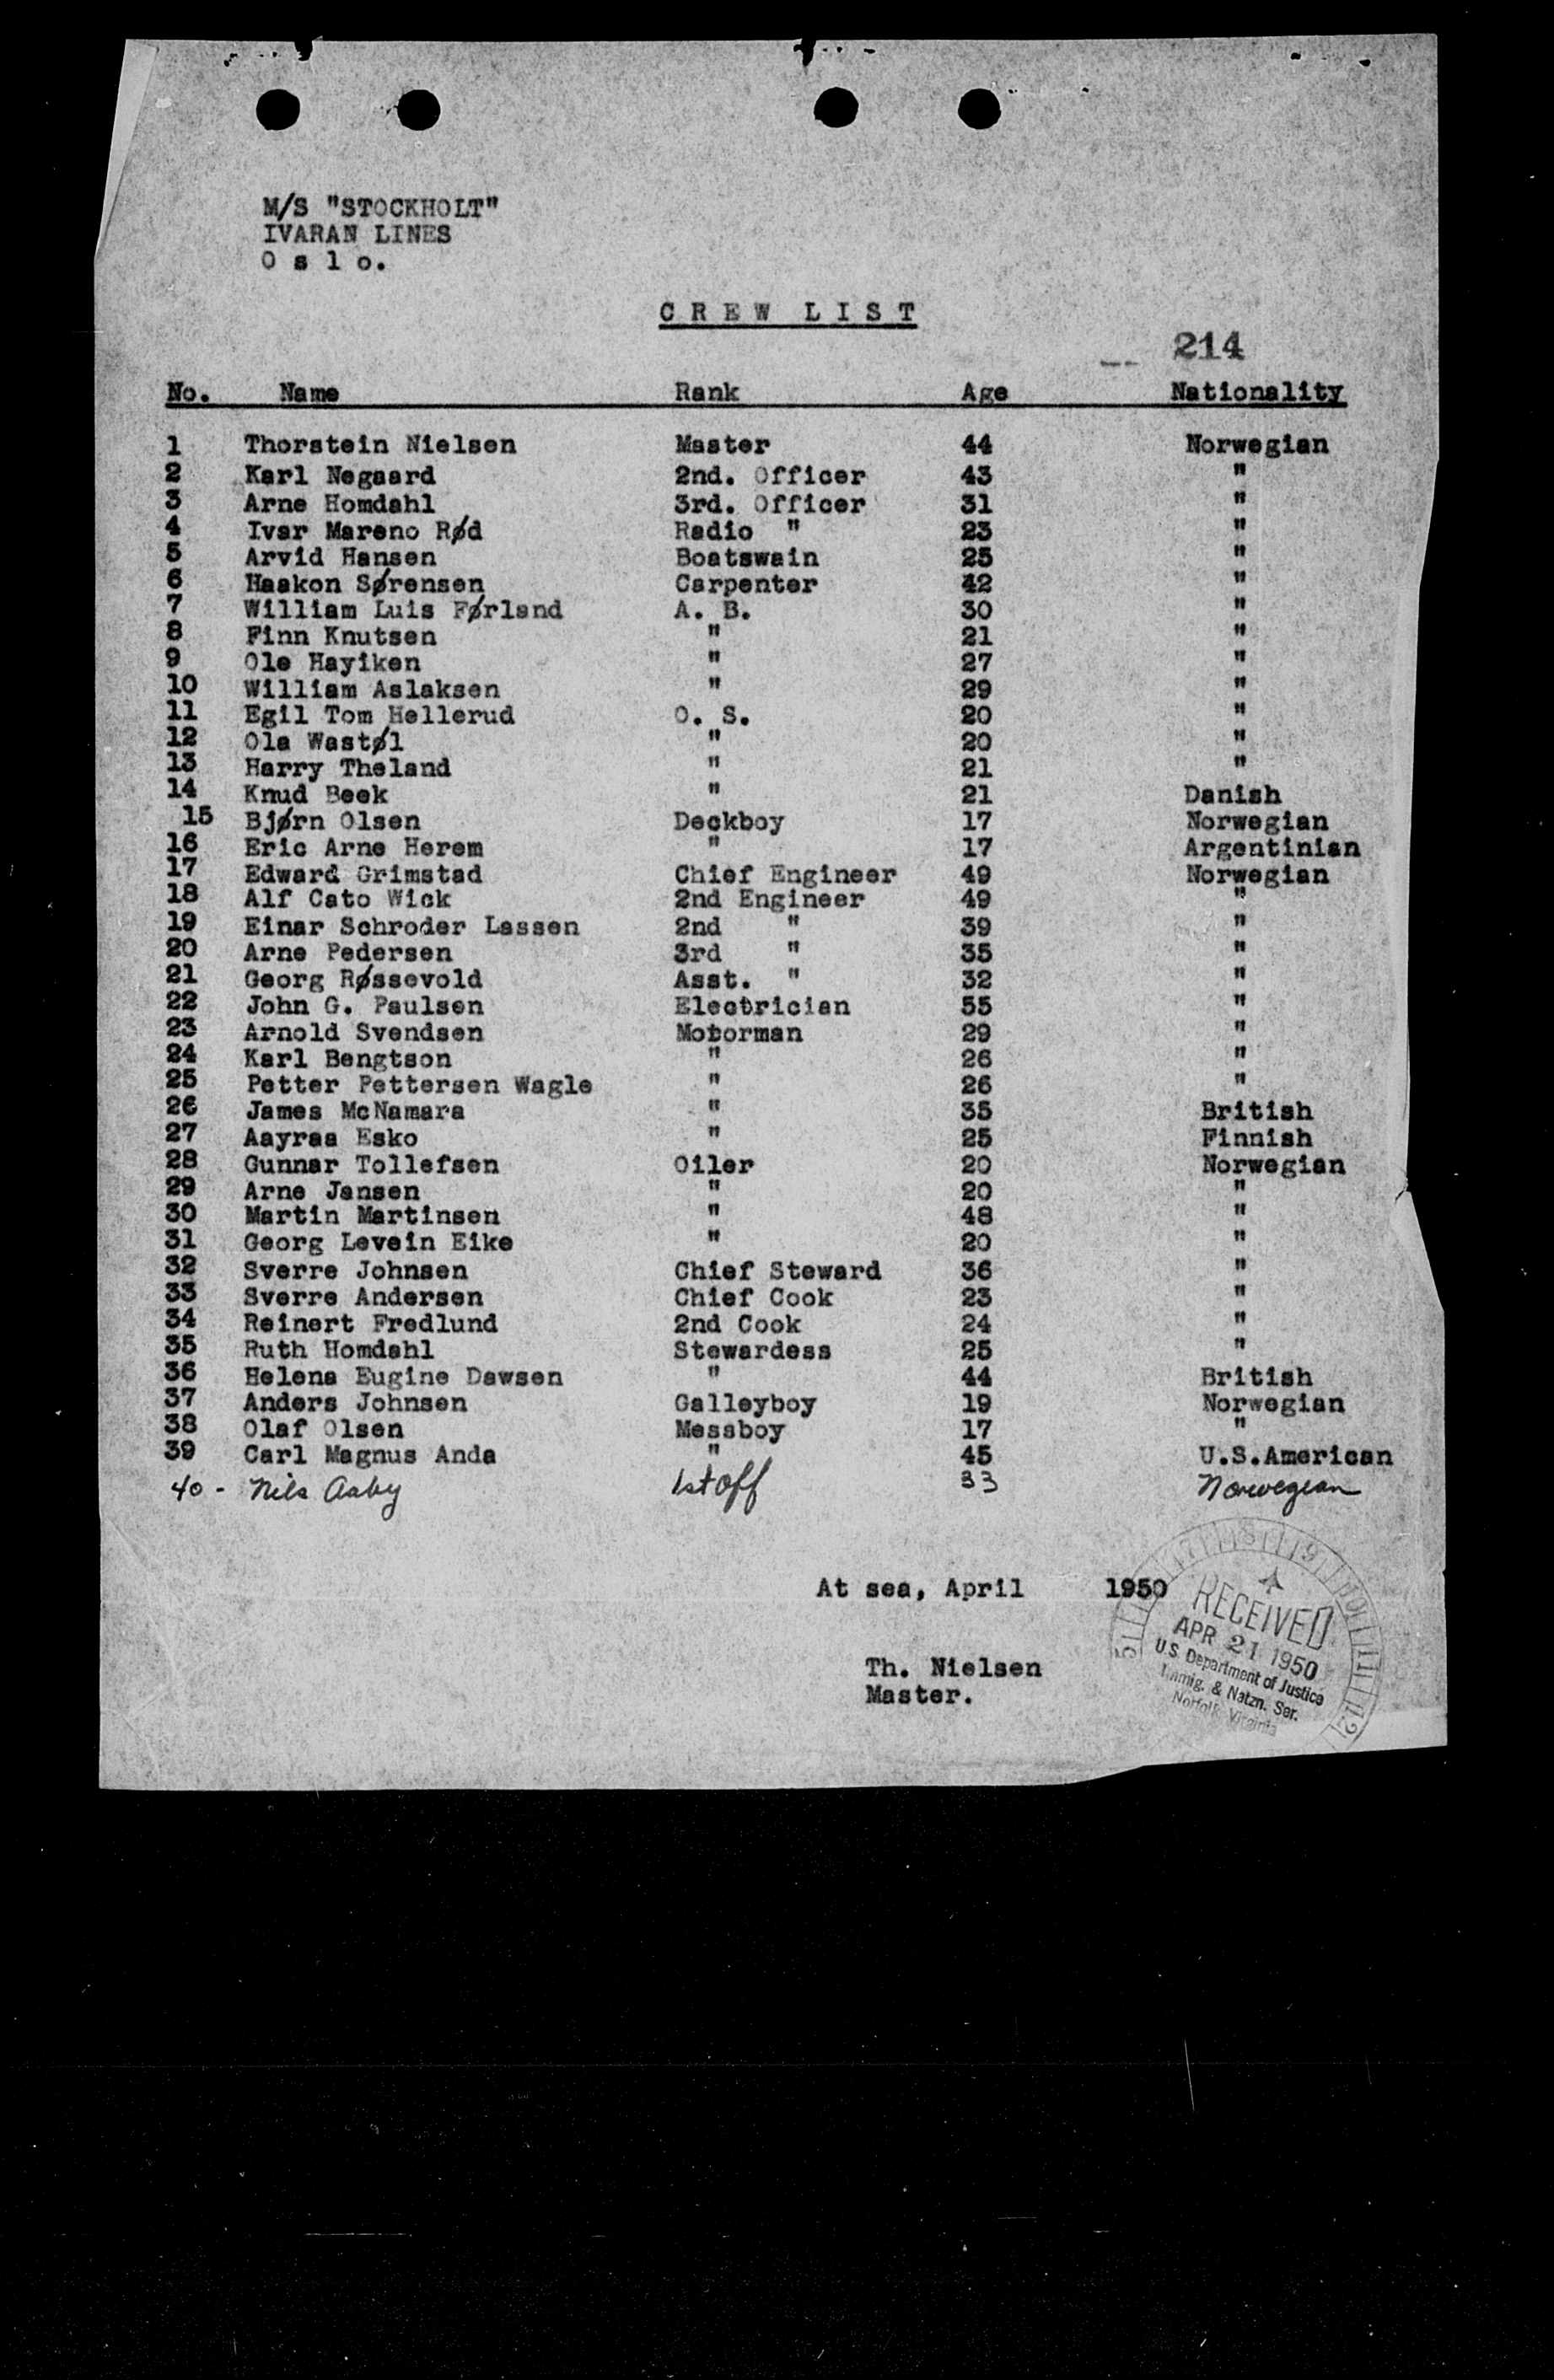 M/S "STOCKHOLT"
IVARAN LINES
O s l o.
C R E W  L I S T
214
No. Name Rank Age Nationality
1 Thorstein Nielsen Master 44 Norwegian
2 Karl Negaard 2nd. Officer 43 "
3 Arne Homdahl 3rd. Officer 31 "
4 Ivar Mareno Rød Radio " 23 "
5 Arvid Hansen Boatswain 25 "
6 Haakon Sørensen Carpenter 42 "
7 William Luis Førland A. B. 30 "
8 Finn Knutsen " 21 "
9 Ole Hayiken " 27 "
10 William Aslaksen " 29 "
11 Egil Tom Hellerud O. S. 20 "
12 Ola Wastøl " 20 "
13 Harry Theland " 21 "
14 Knud Beek " 21 Danish
15 Bjørn Olsen Deckboy 17 Norwegian
16 Eric Arne Herem " 17 Argentinian
17 Edward Grimstad Chief Engineer 49 Norwegian
18 Alf Cato Wick 2nd Engineer 49 "
19 Einar Schroder Lassen 2nd " 39 "
20 Arne Pedersen 3rd " 35 "
21 Georg Røssevold Asst. " 32 "
22 John G. Paulsen Electrician 55 "
23 Arnold Svendsen Motorman 29 "
24 Karl Bengtson " 26 "
25 Petter Pettersen Wagle " 26 "
26 James McNamara " 35 British
27 Aayraa Esko " 25 Finnish
28 Gunnar Tollefsen Oiler 20 Norwegian
29 Arne Jansen " 20 "
30 Martin Martinsen " 48 "
31 Georg Levein Eike " 20 "
32 Sverre Johnsen Chief Steward 36 "
33 Sverre Andersen Chief Cook 23 "
34 Reinert Fredlund 2nd Cook 24 "
35 Ruth Homdahl Stewardess 25 "
36 Helena Eugine Dawsen " 44 British
37 Anders Johnsen Galleyboy 19 Norwegian
38 Olaf Olsen Messboy 17 "
39 Carl Magnus Anda " 45 U.S.American
40 - Nils Aaby 1st off 33 Norwegian
At sea, April 1950
RECEIVED
APR 21 1950
U.S. Department of Justice
Immig. & Natzn. Ser.
Norfolk, Virginia
Th. Nielsen
Master.